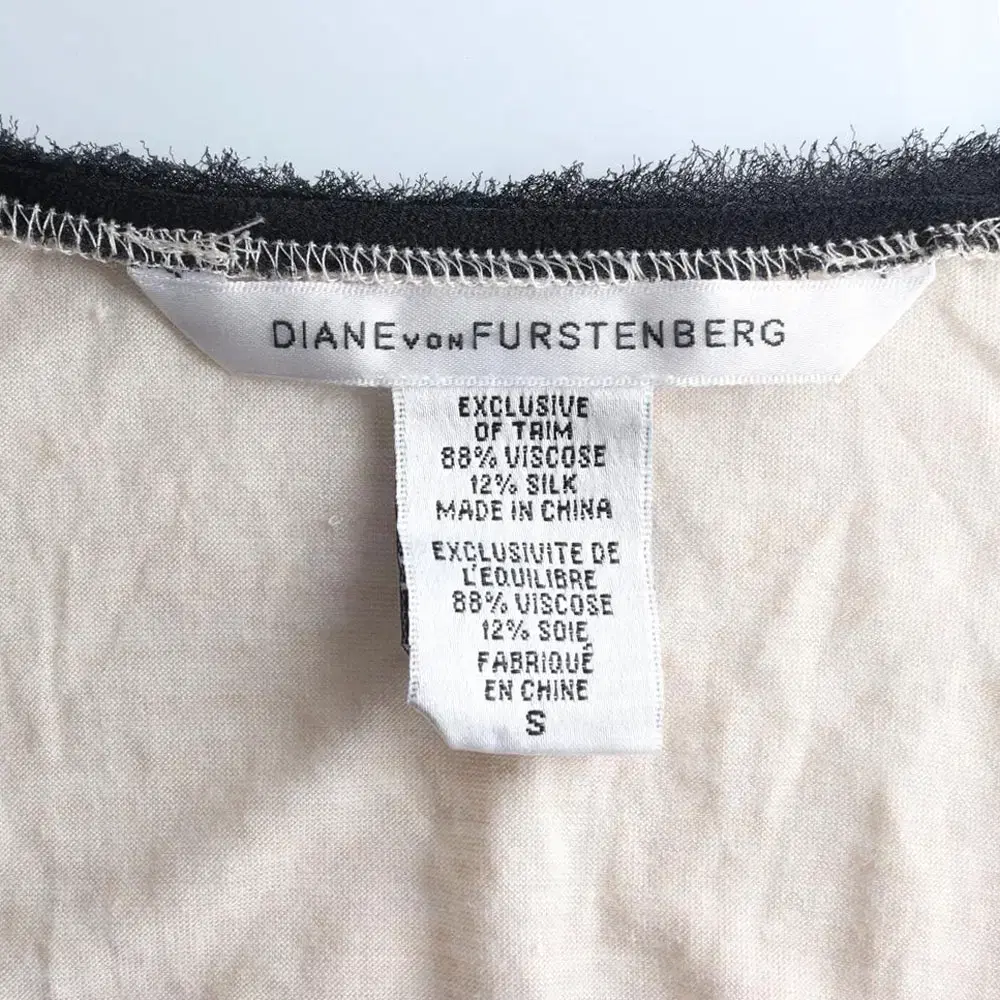 DIANE VON FURSTENBERG
EXCLUSIVE
OF TRIM
88% VISCOSE
12% SILK
MADE IN CHINA
EXCLUSIVITE DE
L'EQUILIBRE
88% VISCOSE
12% SOIE
FABRIQUÉ
EN CHINE
S